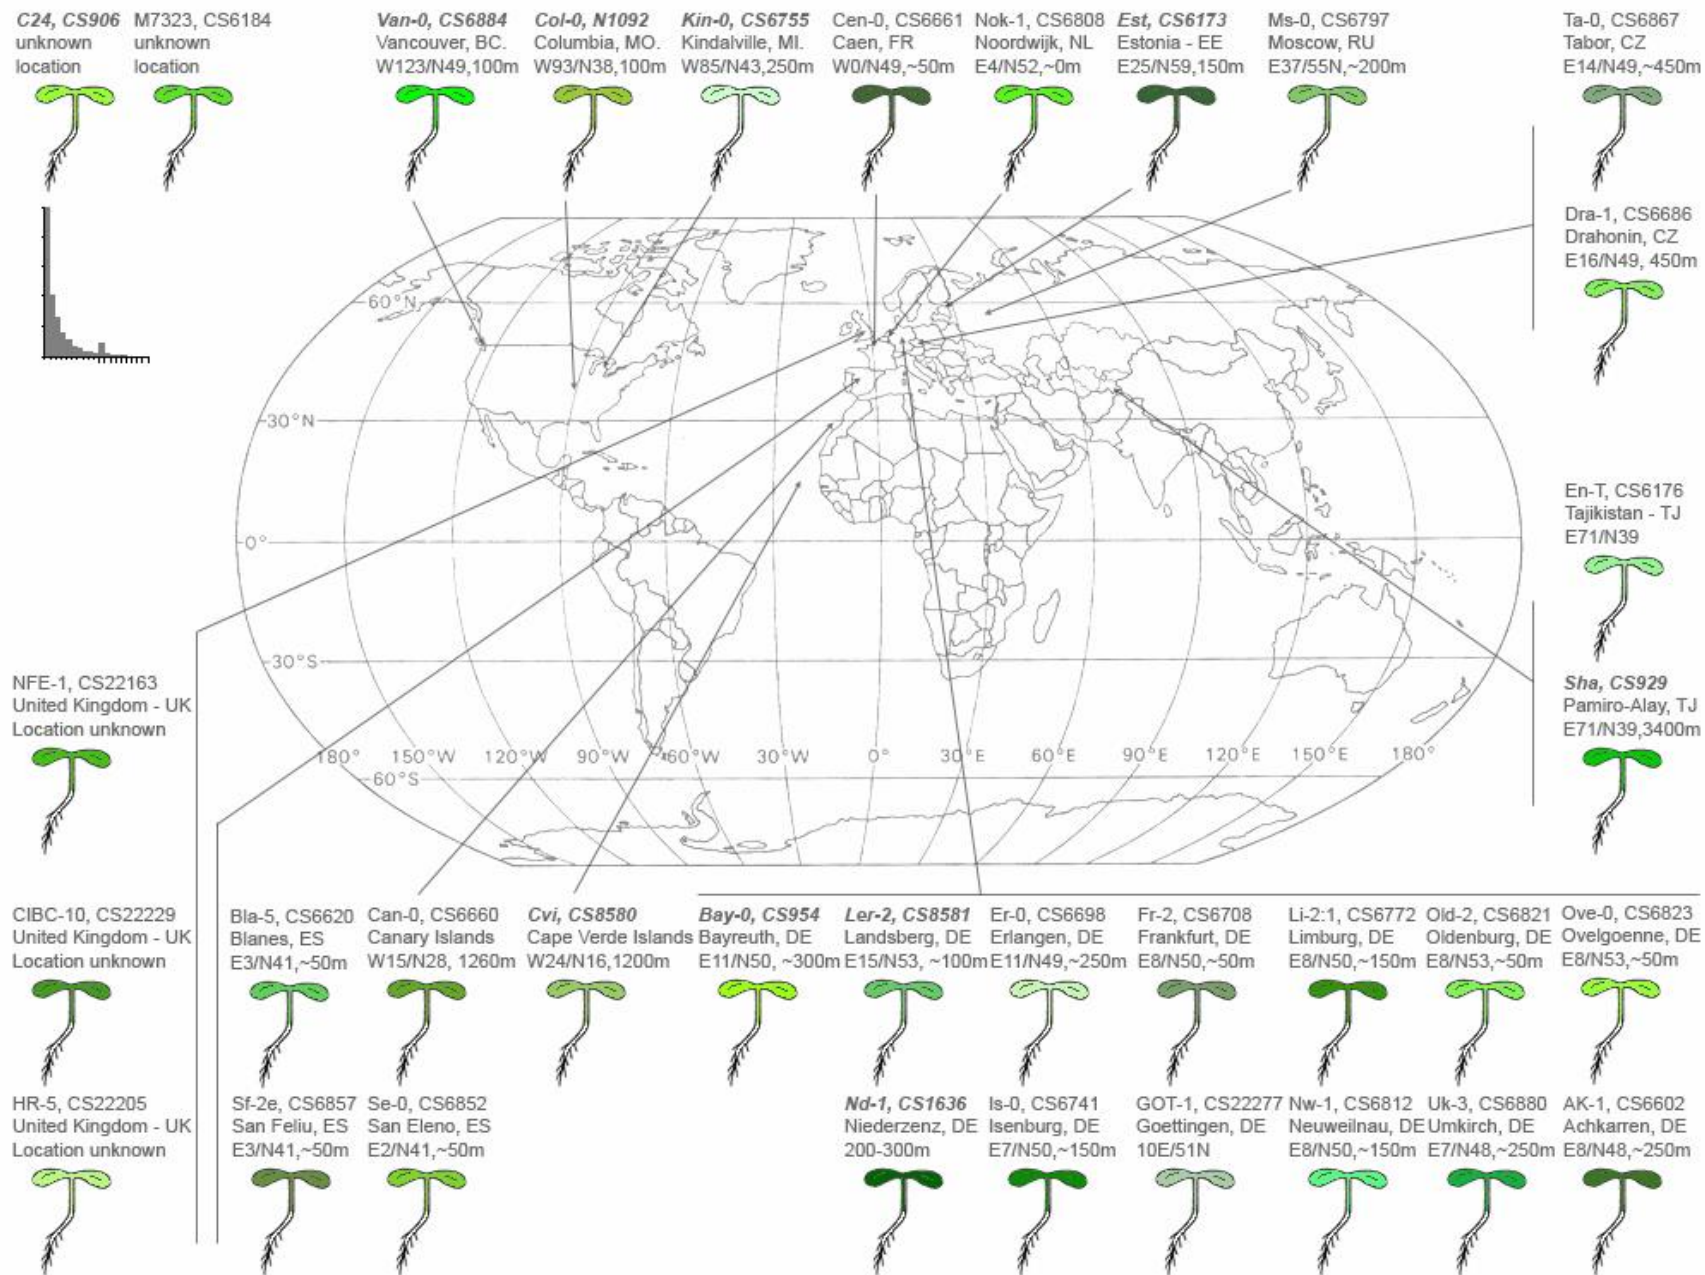 C24, CS906
unknown
location
M7323, CS6184
unknown
location
Van-0, CS6884
Vancouver, BC.
W123/N49,100m
Col-0, N1092
Columbia, MO.
W93/N38,100m
Kin-0, CS6755
Kindalville, MI.
W85/N43,250m
Cen-0, CS6661
Caen, FR
W0/N49,~50m
Nok-1, CS6808
Noordwijk, NL
E4/N52,~0m
Est, CS6173
Estonia - EE
E25/N59,150m
Ms-0, CS6797
Moscow, RU
E37/55N,~200m
Ta-0, CS6867
Tabor, CZ
E14/N49,~450m
Dra-1, CS6686
Drahonin, CZ
E16/N49, 450m
60°N
30°N
0°
30°S
60°S
180°
150°W
120°W
90°W
60°W
30°W
0°
30°E
60°E
90°E
120°E
150°E
180°
En-T, CS6176
Tajikistan - TJ
E71/N39
Sha, CS929
Pamiro-Alay, TJ
E71/N39,3400m
NFE-1, CS22163
United Kingdom - UK
Location unknown
CIBC-10, CS22229
United Kingdom - UK
Location unknown
Bla-5, CS6620
Blanes, ES
E3/N41,~50m
Can-0, CS6660
Canary Islands
W15/N28, 1260m
Cvi, CS8580
Cape Verde Islands
W24/N16,1200m
Bay-0, CS954
Bayreuth, DE
E11/N50, ~300m
Ler-2, CS8581
Landsberg, DE
E15/N53, ~100m
Er-0, CS6698
Erlangen, DE
E11/N49,~250m
Fr-2, CS6708
Frankfurt, DE
E8/N50,~50m
Li-2:1, CS6772
Limburg, DE
E8/N50,~150m
Old-2, CS6821
Oldenburg, DE
E8/N53,~50m
Ove-0, CS6823
Ovelgoenne, DE
E8/N53,~50m
HR-5, CS22205
United Kingdom - UK
Location unknown
Sf-2e, CS6857
San Feliu, ES
E3/N41,~50m
Se-0, CS6852
San Eleno, ES
E2/N41,~50m
Nd-1, CS1636
Niederzenz, DE
200-300m
Is-0, CS6741
Isenburg, DE
E7/N50,~150m
GOT-1, CS22277
Goettingen, DE
10E/51N
Nw-1, CS6812
Neuweilnau, DE
E8/N50,~150m
Uk-3, CS6880
Umkirch, DE
E7/N48,~250m
AK-1, CS6602
Achkarren, DE
E8/N48,~250m